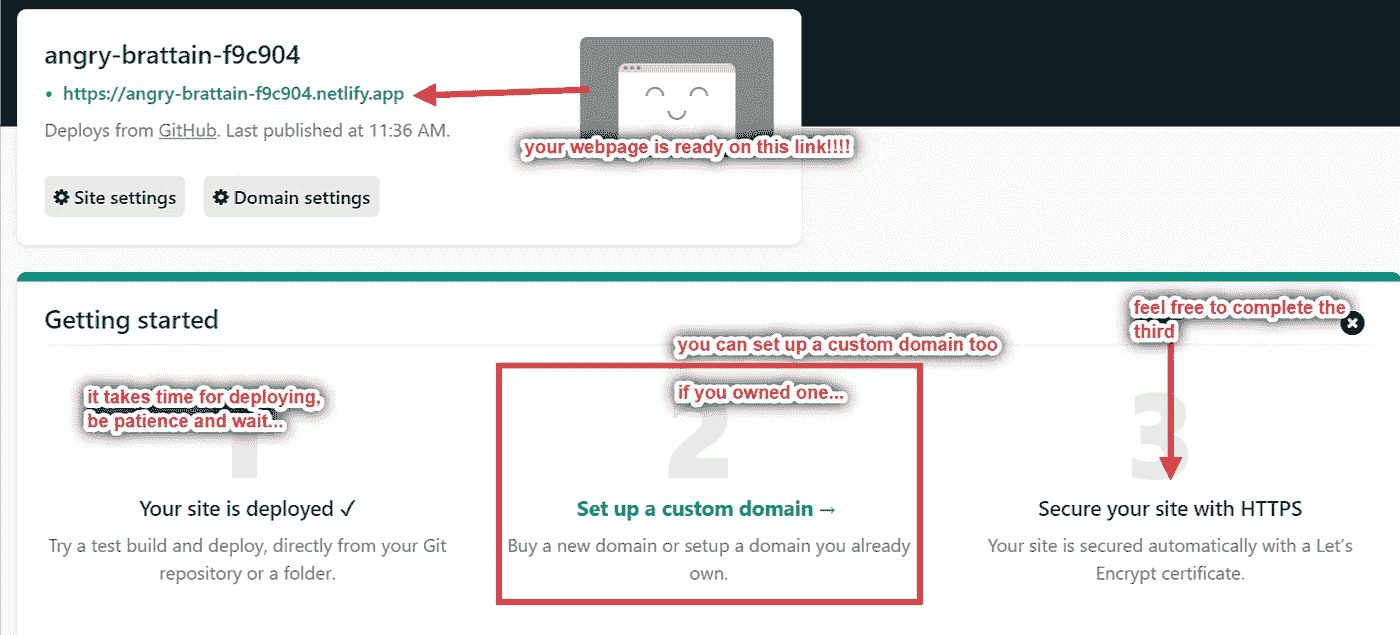 angry-brattain-f9c904
• https://angry-brattain-f9c904.netlify.app
Deploys from GitHub. Last published at 11:36 AM.
your webpage is ready on this link!!!!
Site settings
Domain settings
Getting started
feel free to complete the
third
you can set up a custom domain too
it takes time for deploying,
be patience and wait...
if you owned one...
1
2
3
Your site is deployed ✓
Set up a custom domain →
Secure your site with HTTPS
Try a test build and deploy, directly from your Git
repository or a folder.
Buy a new domain or setup a domain you already
own.
Your site is secured automatically with a Let’s
Encrypt certificate.